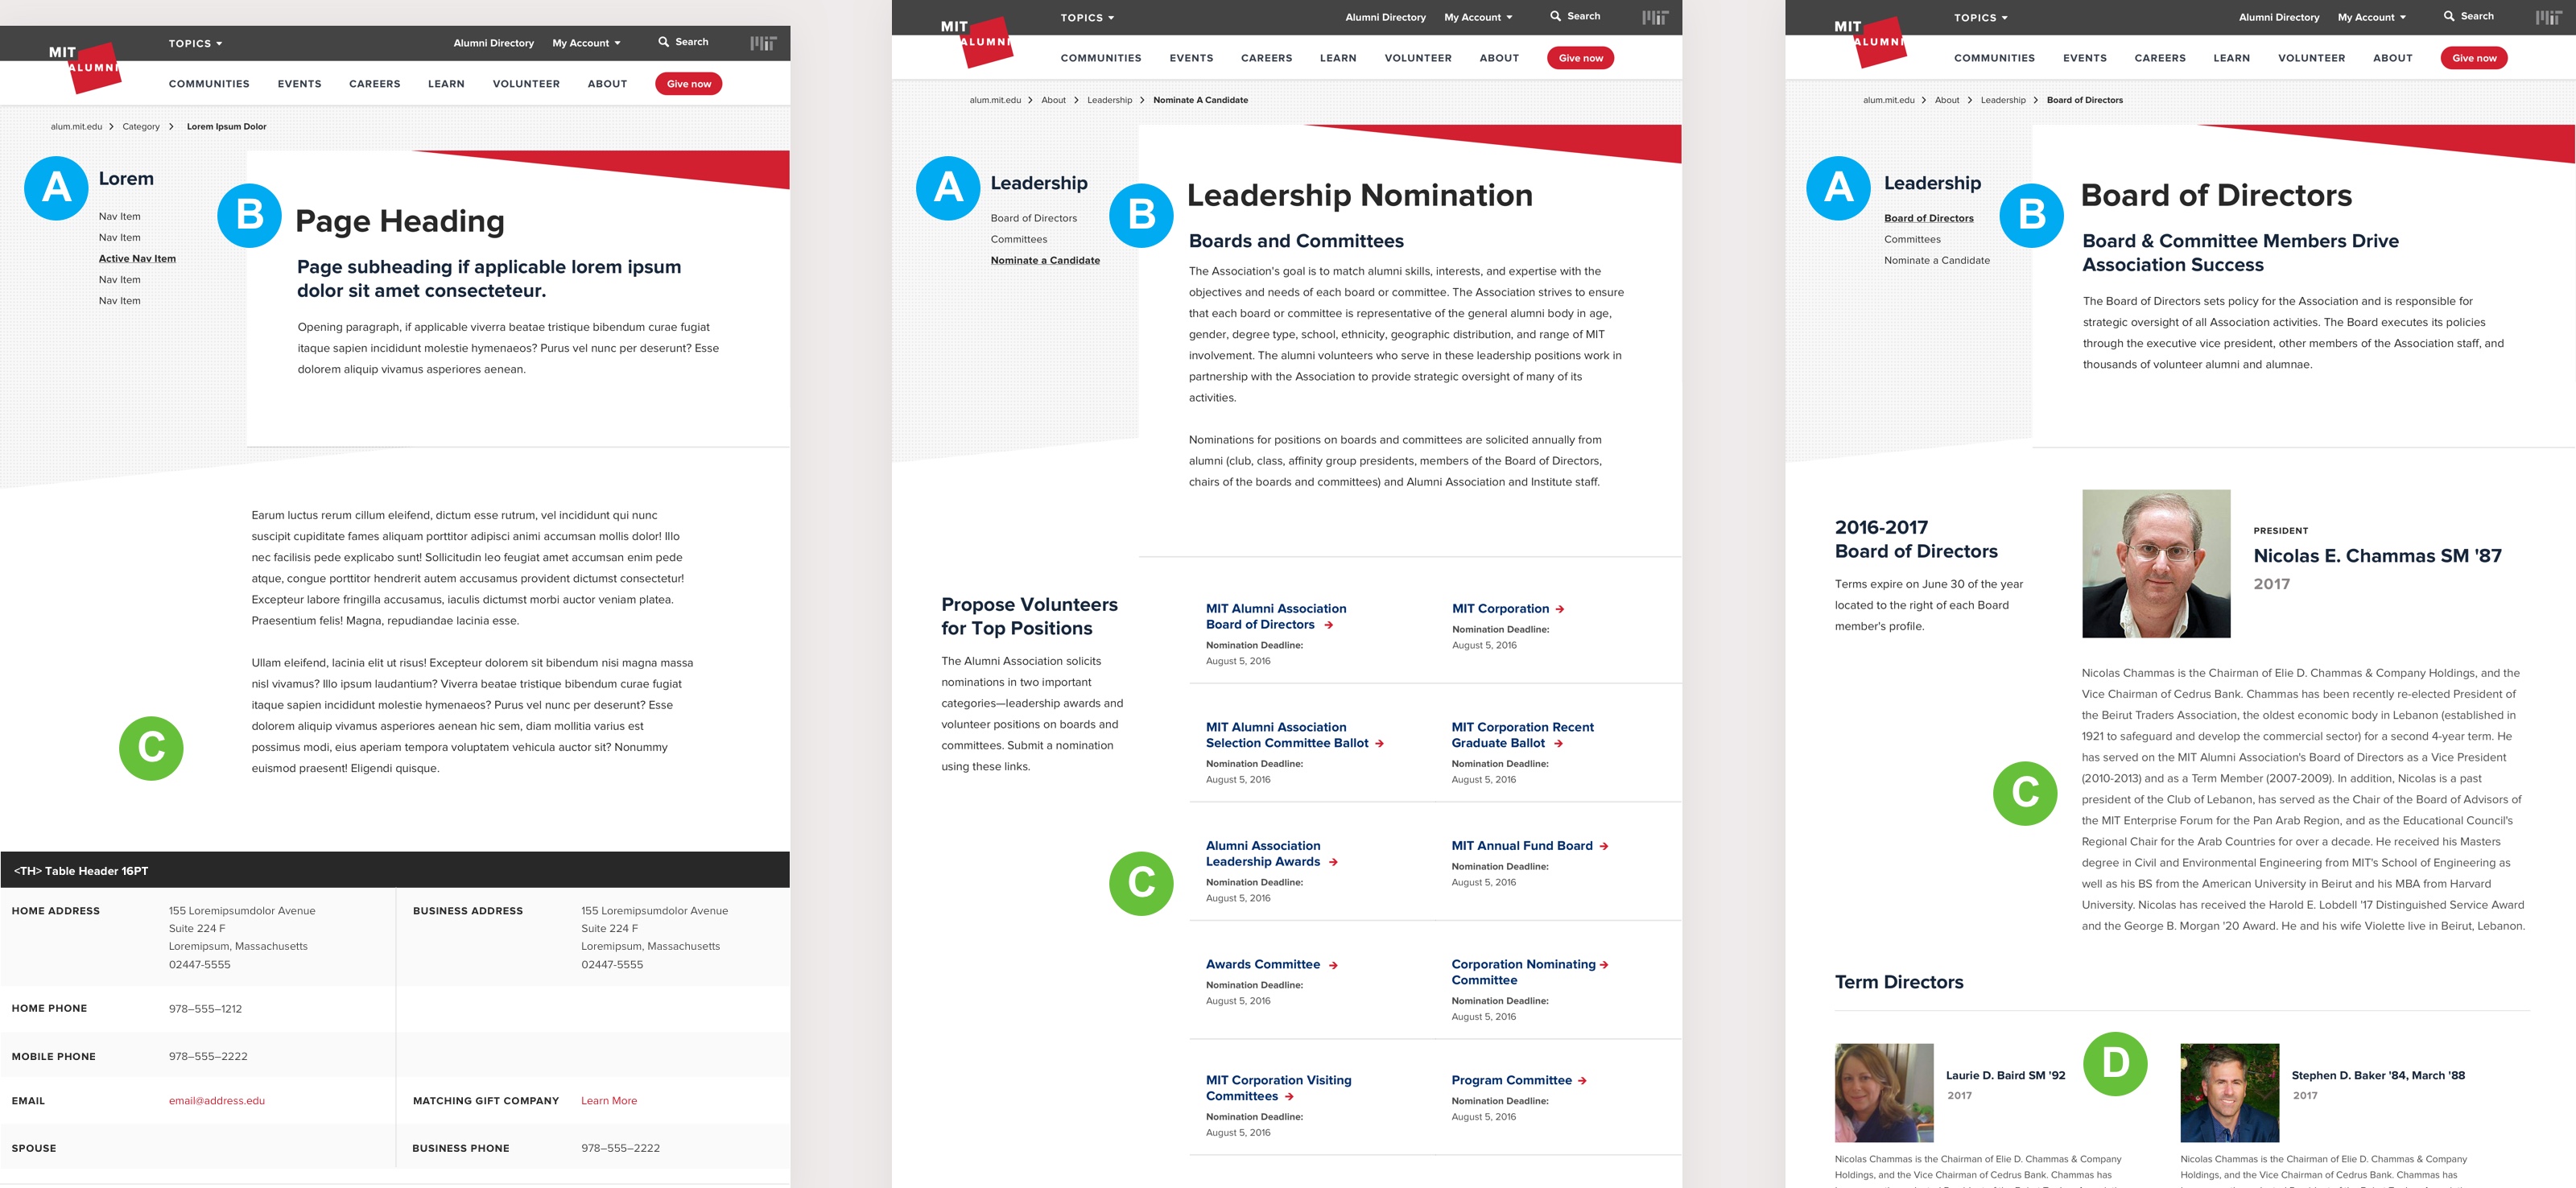 MIT
ALUMNI
TOPICS
Alumni Directory
My Account
Search
COMMUNITIES
EVENTS
CAREERS
LEARN
VOLUNTEER
ABOUT
Give now
alum.mit.edu
Category
Lorem Ipsum Dolor
A
Lorem
Nav Item
Nav Item
Active Nav Item
Nav Item
Nav Item
B
Page Heading
Page subheading if applicable lorem ipsum
dolor sit amet consecteteur.
Opening paragraph, if applicable viverra beatae tristique bibendum curae fugiat
itaque sapien incididunt molestie hymenaeos? Purus vel nunc per deserunt? Esse
dolorem aliquip vivamus asperiores aenean.
Earum luctus rerum cillum eleifend, dictum esse rutrum, vel incididunt qui nunc
suscipit cupiditate fames aliquam porttitor adipisci animi accumsan mollis dolor! Illo
nec facilisis pede explicabo sunt! Sollicitudin leo feugiat amet accumsan enim pede
atque, congue porttitor hendrerit autem accusamus provident dictumst consectetur!
Excepteur labore fringilla accusamus, iaculis dictumst morbi auctor veniam platea.
Praesentium felis! Magna, repudiandae lacinia esse.
Ullam eleifend, lacinia elit ut risus! Excepteur dolorem sit bibendum nisi magna massa
nisl vivamus? Illo ipsum laudantium? Viverra beatae tristique bibendum curae fugiat
itaque sapien incididunt molestie hymenaeos? Purus vel nunc per deserunt? Esse
dolorem aliquip vivamus asperiores aenean hic sem, diam mollitia varius est
possimus modi, eius aperiam tempora voluptatem vehicula auctor sit? Nonummy
euismod praesent! Eligendi quisque.
C
<TH> Table Header 16PT
HOME ADDRESS
155 Loremipsumdolor Avenue
Suite 224 F
Loremipsum, Massachusetts
02447-5555
BUSINESS ADDRESS
155 Loremipsumdolor Avenue
Suite 224 F
Loremipsum, Massachusetts
02447-5555
HOME PHONE
978–555–1212
MOBILE PHONE
978–555–2222
EMAIL
email@address.edu
MATCHING GIFT COMPANY
Learn More
SPOUSE
BUSINESS PHONE
978–555–2222
MIT
ALUMNI
TOPICS
Alumni Directory
My Account
Search
COMMUNITIES
EVENTS
CAREERS
LEARN
VOLUNTEER
ABOUT
Give now
alum.mit.edu
About
Leadership
Nominate A Candidate
A
Leadership
Board of Directors
Committees
Nominate a Candidate
B
Leadership Nomination
Boards and Committees
The Association's goal is to match alumni skills, interests, and expertise with the
objectives and needs of each board or committee. The Association strives to ensure
that each board or committee is representative of the general alumni body in age,
gender, degree type, school, ethnicity, geographic distribution, and range of MIT
involvement. The alumni volunteers who serve in these leadership positions work in
partnership with the Association to provide strategic oversight of many of its
activities.
Nominations for positions on boards and committees are solicited annually from
alumni (club, class, affinity group presidents, members of the Board of Directors,
chairs of the boards and committees) and Alumni Association and Institute staff.
Propose Volunteers
for Top Positions
The Alumni Association solicits
nominations in two important
categories—leadership awards and
volunteer positions on boards and
committees. Submit a nomination
using these links.
C
MIT Alumni Association
Board of Directors
Nomination Deadline:
August 5, 2016
MIT Corporation
Nomination Deadline:
August 5, 2016
MIT Alumni Association
Selection Committee Ballot
Nomination Deadline:
August 5, 2016
MIT Corporation Recent
Graduate Ballot
Nomination Deadline:
August 5, 2016
Alumni Association
Leadership Awards
Nomination Deadline:
August 5, 2016
MIT Annual Fund Board
Nomination Deadline:
August 5, 2016
Awards Committee
Nomination Deadline:
August 5, 2016
Corporation Nominating
Committee
Nomination Deadline:
August 5, 2016
MIT Corporation Visiting
Committees
Nomination Deadline:
August 5, 2016
Program Committee
Nomination Deadline:
August 5, 2016
MIT
ALUMNI
TOPICS
Alumni Directory
My Account
Search
COMMUNITIES
EVENTS
CAREERS
LEARN
VOLUNTEER
ABOUT
Give now
alum.mit.edu
About
Leadership
Board of Directors
A
Leadership
Board of Directors
Committees
Nominate a Candidate
B
Board of Directors
Board & Committee Members Drive
Association Success
The Board of Directors sets policy for the Association and is responsible for
strategic oversight of all Association activities. The Board executes its policies
through the executive vice president, other members of the Association staff, and
thousands of volunteer alumni and alumnae.
2016-2017
Board of Directors
Terms expire on June 30 of the year
located to the right of each Board
member's profile.
PRESIDENT
Nicolas E. Chammas SM '87
2017
C
Nicolas Chammas is the Chairman of Elie D. Chammas & Company Holdings, and the
Vice Chairman of Cedrus Bank. Chammas has been recently re-elected President of
the Beirut Traders Association, the oldest economic body in Lebanon (established in
1921 to safeguard and develop the commercial sector) for a second 4-year term. He
has served on the MIT Alumni Association's Board of Directors as a Vice President
(2010-2013) and as a Term Member (2007-2009). In addition, Nicolas is a past
president of the Club of Lebanon, has served as the Chair of the Board of Advisors of
the MIT Enterprise Forum for the Pan Arab Region, and as the Educational Council's
Regional Chair for the Arab Countries for over a decade. He received his Masters
degree in Civil and Environmental Engineering from MIT's School of Engineering as
well as his BS from the American University in Beirut and his MBA from Harvard
University. Nicolas has received the Harold E. Lobdell '17 Distinguished Service Award
and the George B. Morgan '20 Award. He and his wife Violette live in Beirut, Lebanon.
Term Directors
D
Laurie D. Baird SM '92
2017
Nicolas Chammas is the Chairman of Elie D. Chammas & Company
Holdings, and the Vice Chairman of Cedrus Bank. Chammas has
Stephen D. Baker '84, March '88
2017
Nicolas Chammas is the Chairman of Elie D. Chammas & Company
Holdings, and the Vice Chairman of Cedrus Bank. Chammas has